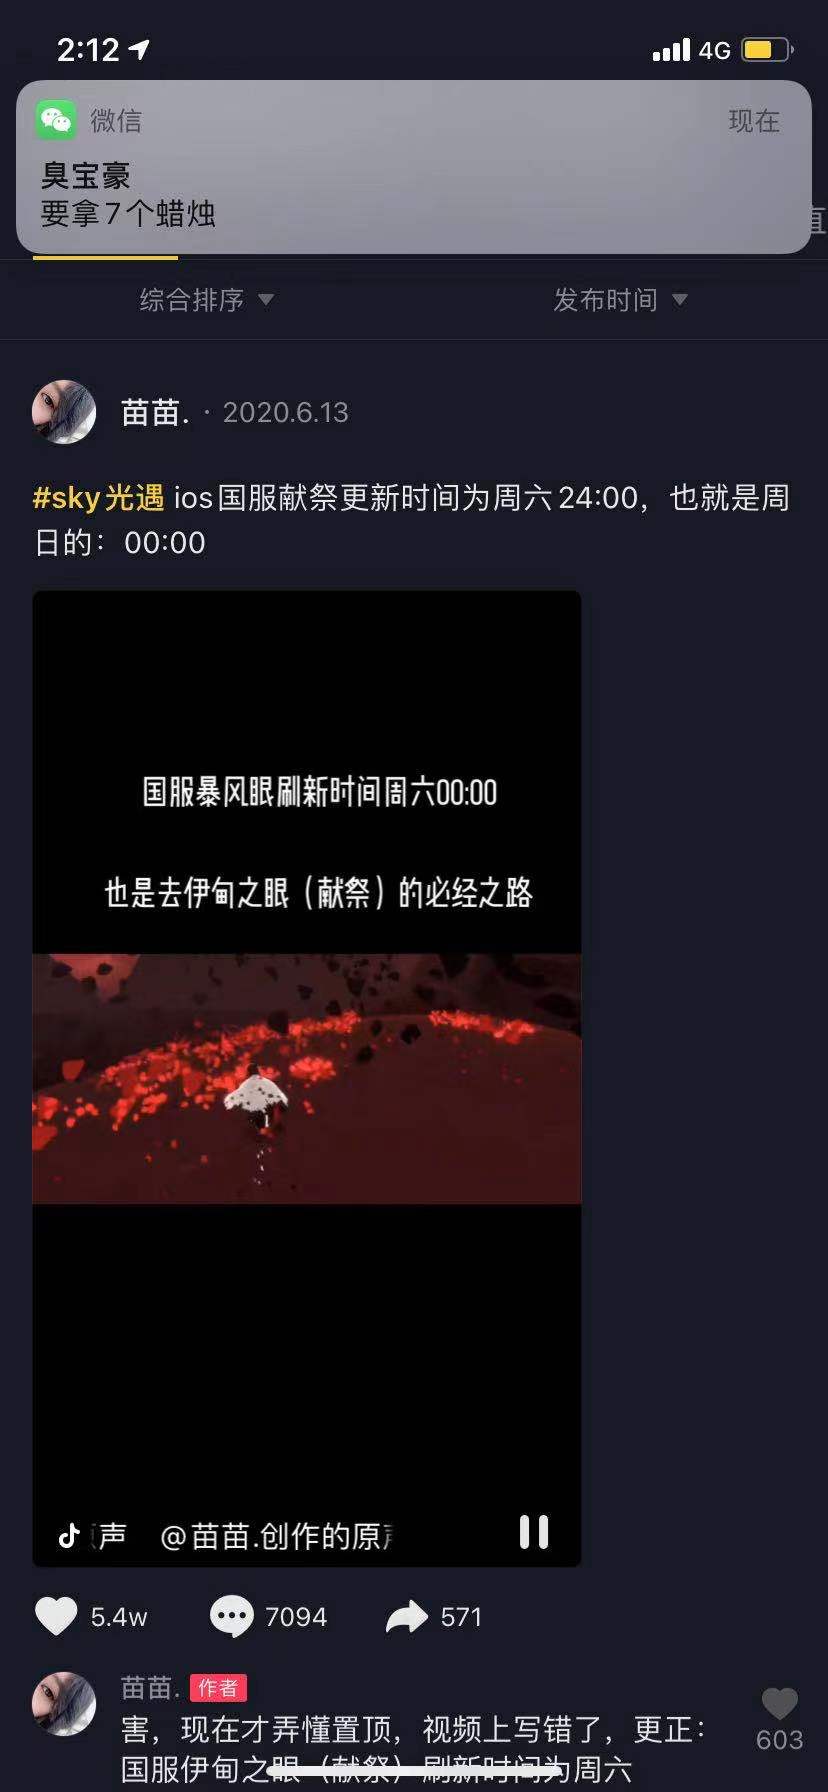 2:12
4G
微信
现在
臭宝豪
要拿7个蜡烛
直
综合排序
发布时间
苗苗. · 2020.6.13
#sky光遇 ios国服献祭更新时间为周六24:00，也就是周
日的：00:00
国服暴风眼刷新时间周六00:00
也是去伊甸之眼（献祭）的必经之路
声 @苗苗.创作的原声
5.4w
7094
571
苗苗. 作者
害，现在才弄懂置顶，视频上写错了，更正：
603
国服伊甸之眼（献祭）刷新时间为周六